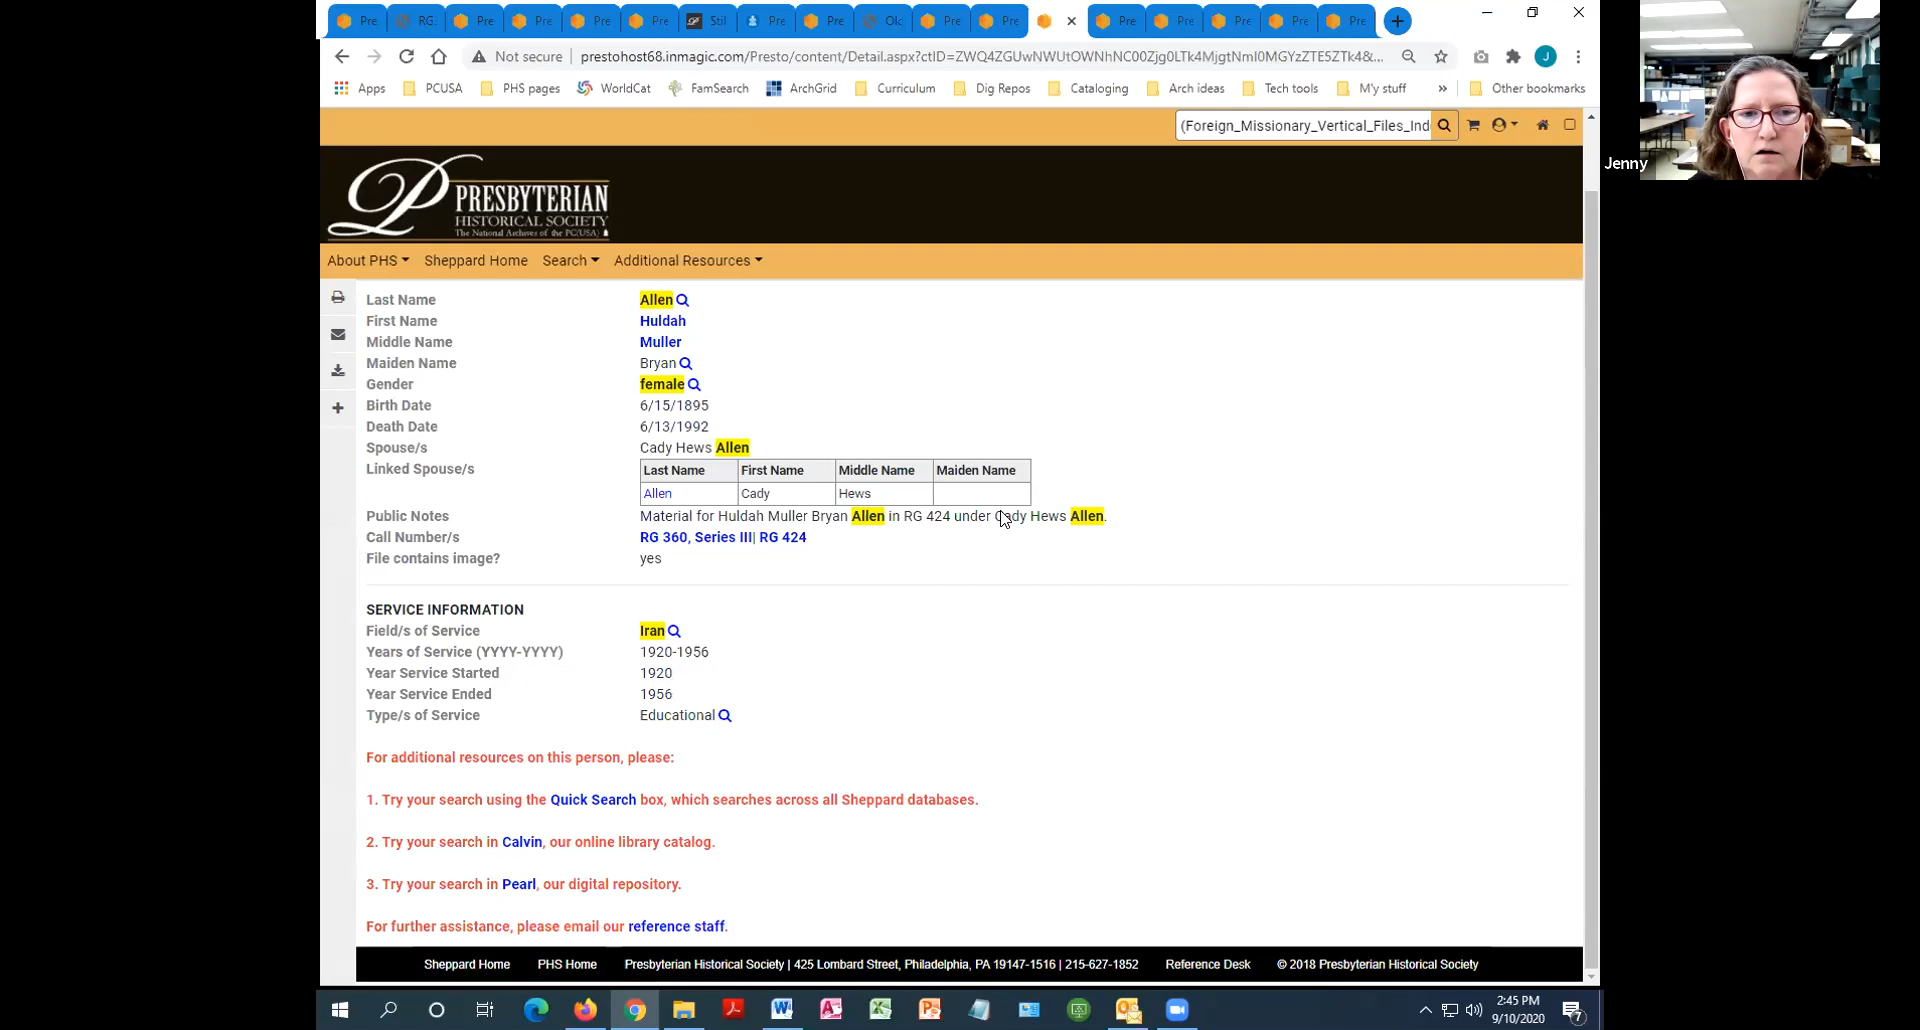 Pre
RG:
Pre
Pre
Pre
Pre
Stil
Pre
Pre
Olc
Pre
Pre
Pre
Pre
Pre
Pre
Pre
Not secure
prestohost68.inmagic.com/Presto/content/Detail.aspx?ctID=ZWQ4ZGUwNWUtOWNhNC00Zjg0LTk4MjgtNmI0MGYzZTE5ZTk4&...
J
Apps
PCUSA
PHS pages
WorldCat
FamSearch
ArchGrid
Curriculum
Dig Repos
Cataloging
Arch ideas
Tech tools
M'y stuff
»
Other bookmarks
(Foreign_Missionary_Vertical_Files_Ind
Jenny
PRESBYTERIAN
HISTORICAL SOCIETY
The National Archives of the PC(USA)
About PHS
Sheppard Home
Search
Additional Resources
Last Name Allen
First Name Huldah
Middle Name Muller
Maiden Name Bryan
Gender female
Birth Date 6/15/1895
Death Date 6/13/1992
Spouse/s Cady Hews Allen
Linked Spouse/s
Last Name First Name Middle Name Maiden Name
Allen Cady Hews
Public Notes Material for Huldah Muller Bryan Allen in RG 424 under Cady Hews Allen.
Call Number/s RG 360, Series III| RG 424
File contains image? yes
SERVICE INFORMATION
Field/s of Service Iran
Years of Service (YYYY-YYYY) 1920-1956
Year Service Started 1920
Year Service Ended 1956
Type/s of Service Educational
For additional resources on this person, please:
1. Try your search using the Quick Search box, which searches across all Sheppard databases.
2. Try your search in Calvin, our online library catalog.
3. Try your search in Pearl, our digital repository.
For further assistance, please email our reference staff.
Sheppard Home PHS Home Presbyterian Historical Society | 425 Lombard Street, Philadelphia, PA 19147-1516 | 215-627-1852 Reference Desk © 2018 Presbyterian Historical Society
2:45 PM
9/10/2020
7